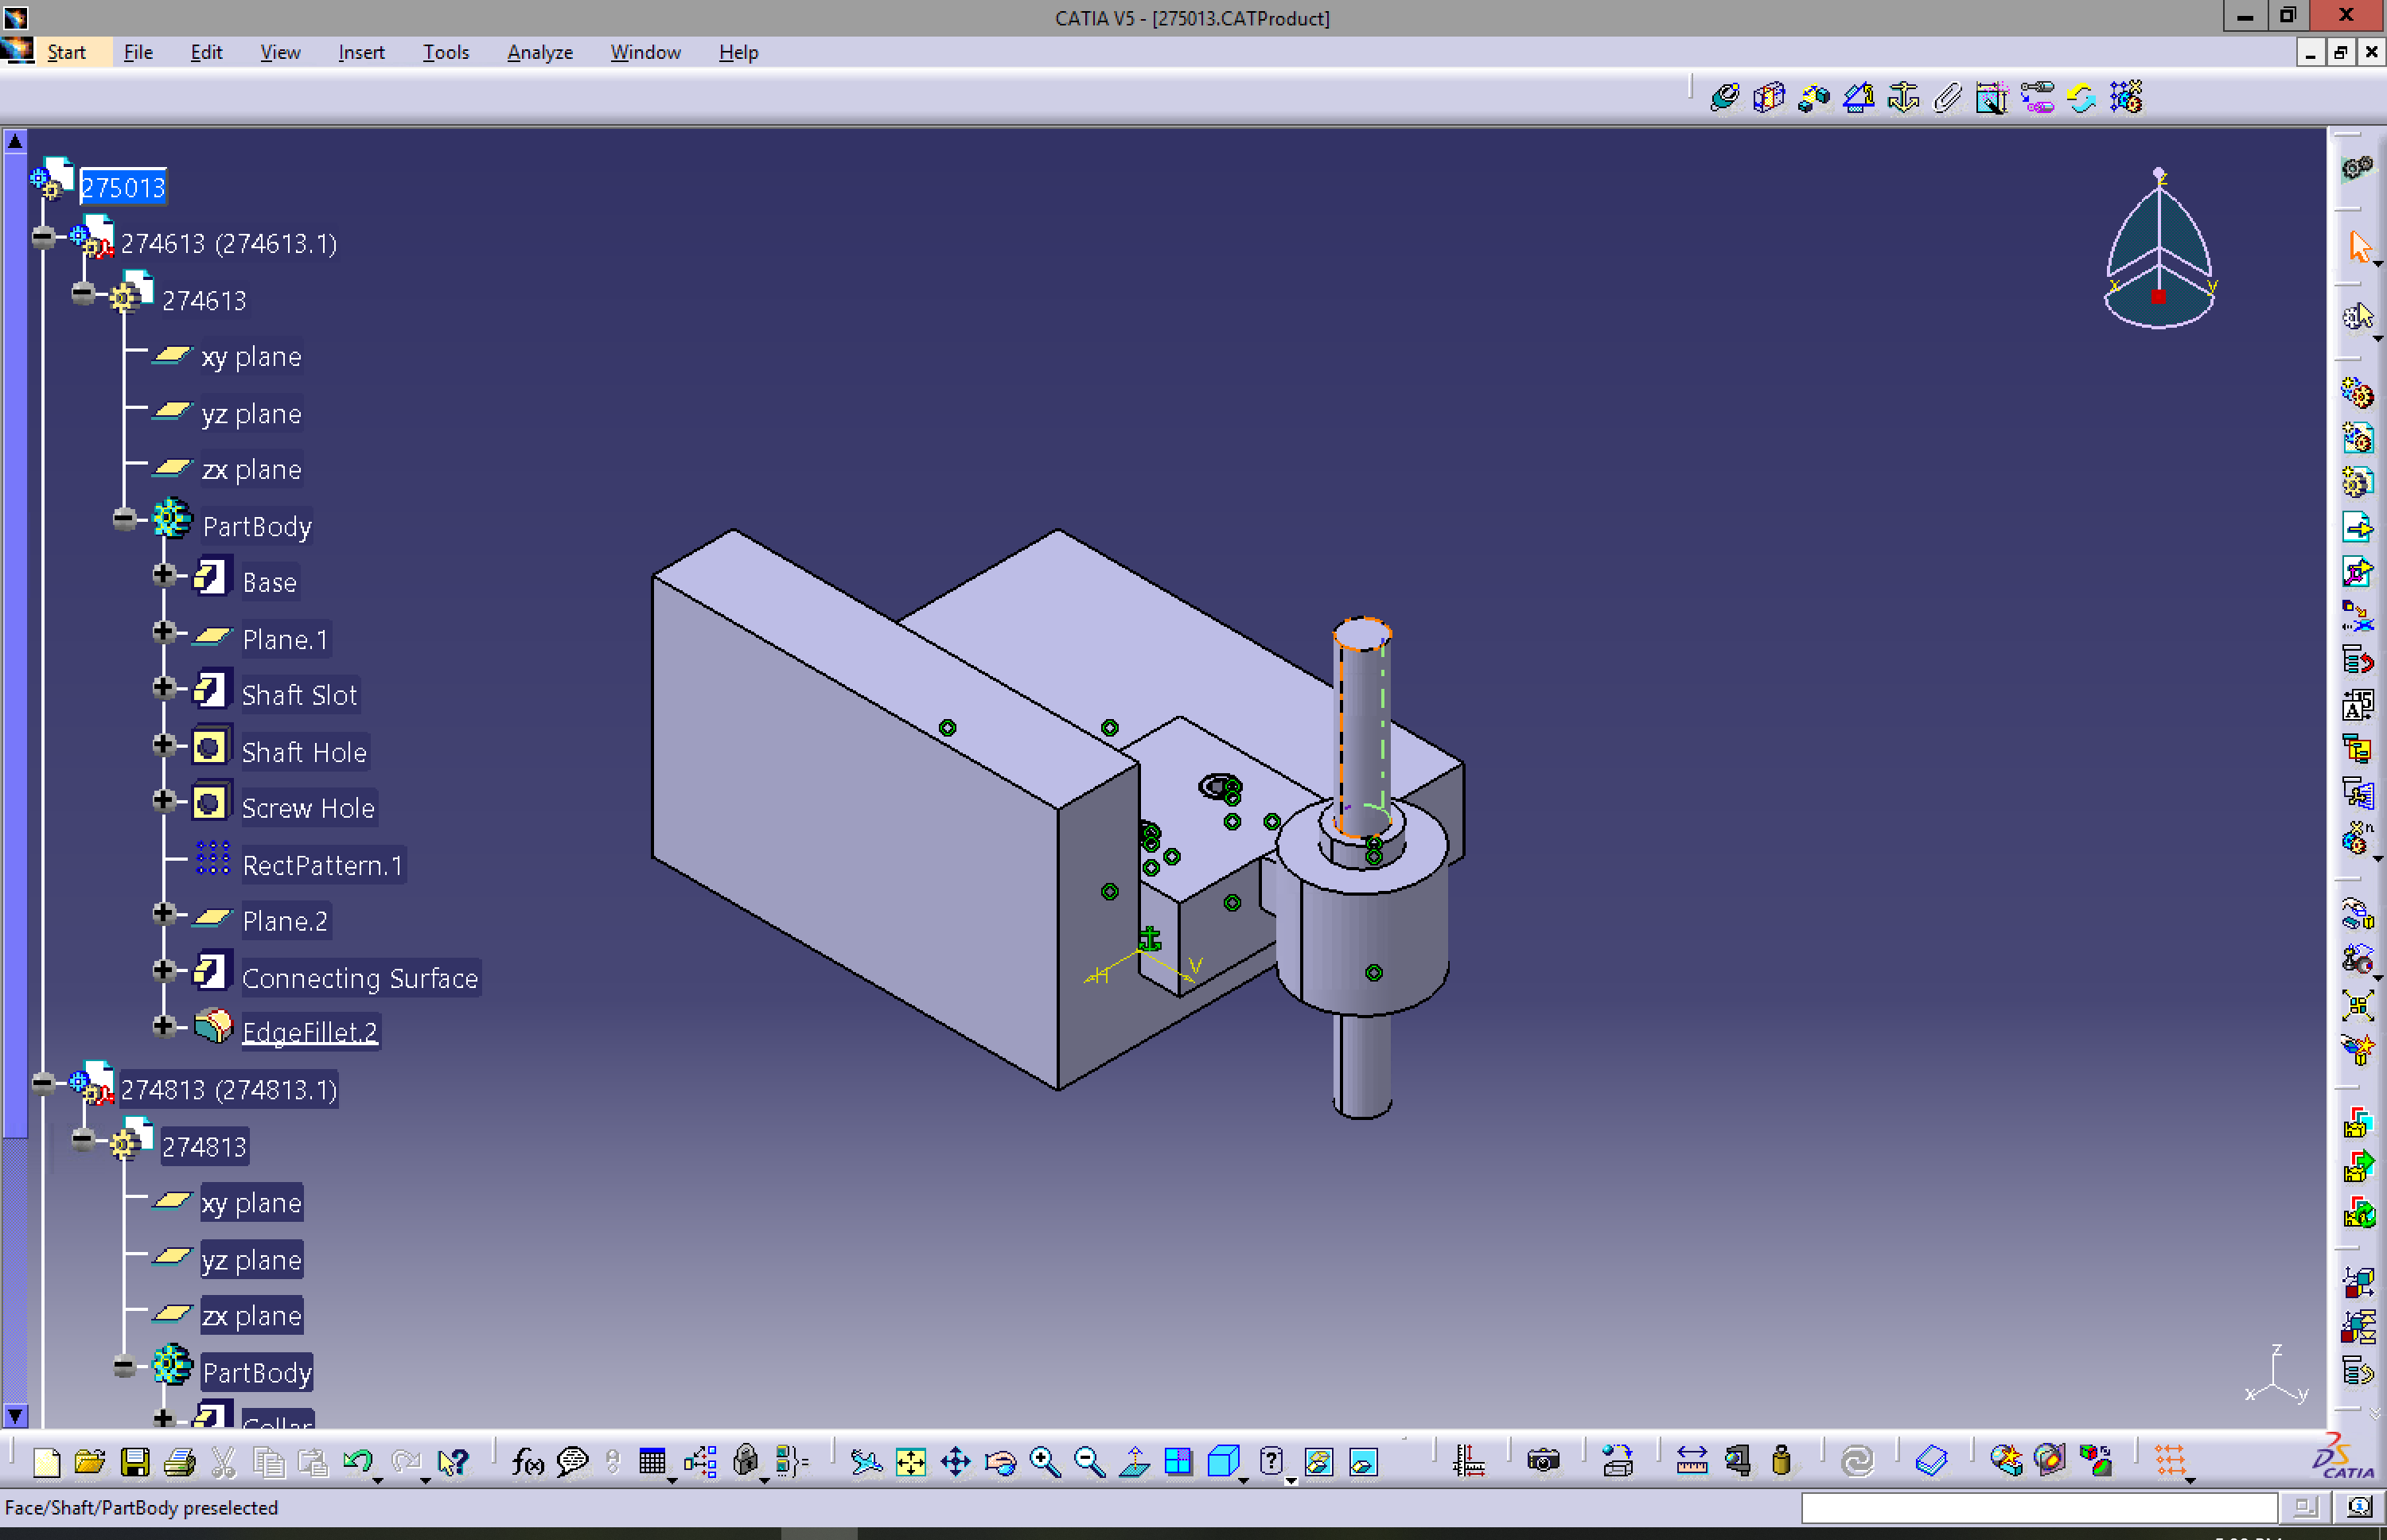 CATIA V5 - [275013.CATProduct]
Start File Edit View Insert Tools Analyze Window Help
275013
274613 (274613.1)
274613
xy plane
yz plane
zx plane
PartBody
Base
Plane.1
Shaft Slot
Shaft Hole
Screw Hole
RectPattern.1
Plane.2
Connecting Surface
EdgeFillet.2
274813 (274813.1)
274813
xy plane
yz plane
zx plane
PartBody
Collar
z
x y
H V
z
x y
f(x)
CATIA
Face/Shaft/PartBody preselected